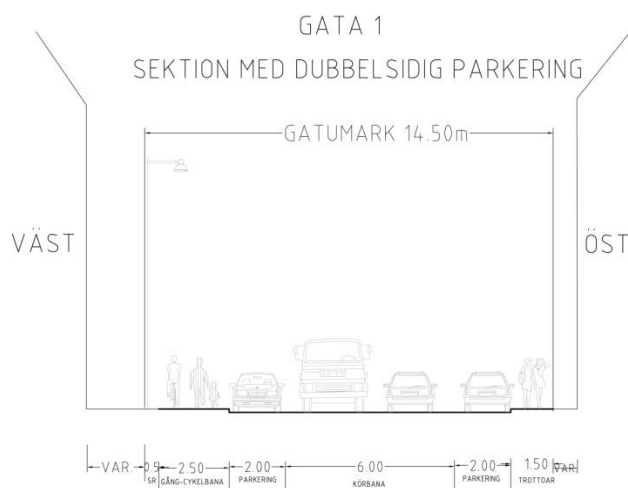 GATA 1
SEKTION MED DUBBELSIDIG PARKERING
GATUMARK 14.50m
VÄST
ÖST
VAR. 0.5 2.50 2.00 6.00 2.00 1.50 VAR.
SR GÅNG-CYKELBANA PARKERING KÖRBANA PARKERING TROTTOAR